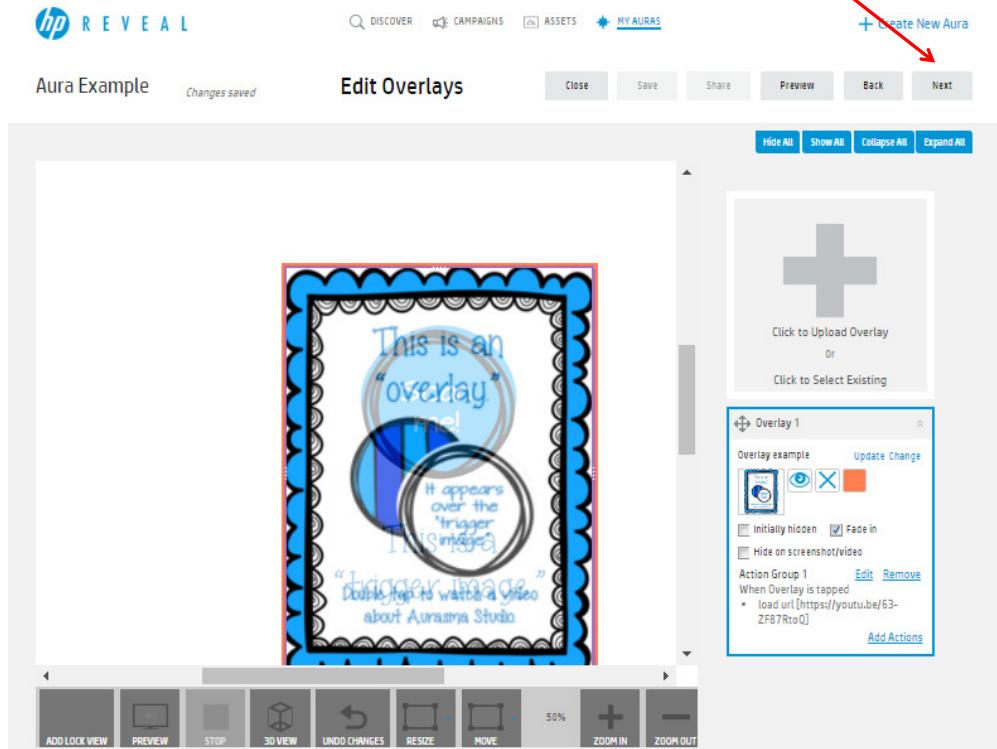 hp REVEAL
DISCOVER CAMPAIGNS ASSETS MY AURAS
+ Create New Aura
Aura Example Changes saved
Edit Overlays
Close Save Share Preview Back Next
Hide All Show All Collapse All Expand All
This is an
"overlay."
me!
It appears
over the
"trigger
image."
This is a
"trigger image."
Double tap to watch a video
about Aurasma Studio.
Click to Upload Overlay
Or
Click to Select Existing
Overlay 1
Overlay example Update Change
Initially hidden Fade in
Hide on screenshot/video
Action Group 1 Edit Remove
When Overlay is tapped
• load url [https://youtu.be/63-
ZF87RtoQ]
Add Actions
ADD LOCK VIEW PREVIEW STOP 3D VIEW UNDO CHANGES RESIZE MOVE 50% ZOOM IN ZOOM OUT